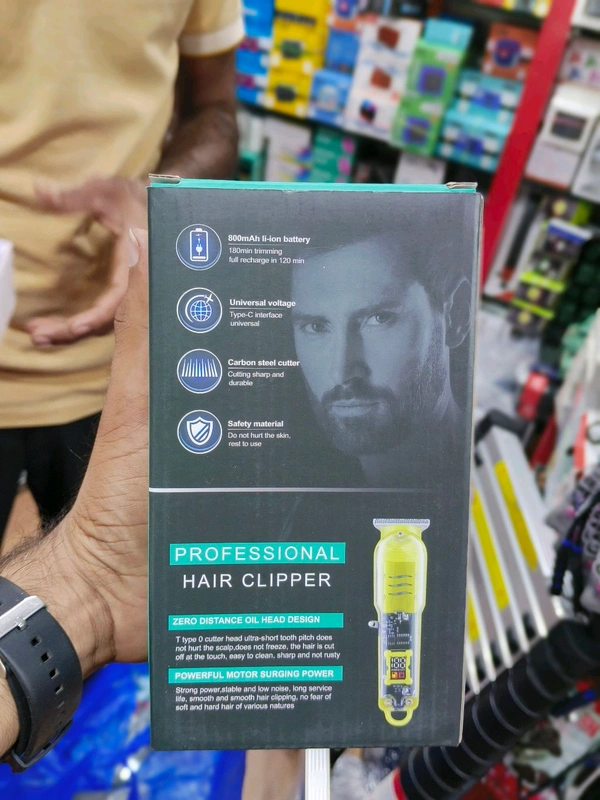 800mAh li-ion battery
180min trimming
full recharge in 120 min
Universal voltage
Type-C interface
universal
Carbon steel cutter
Cutting sharp and
durable
Safety material
Do not hurt the skin,
rest to use
PROFESSIONAL
HAIR CLIPPER
ZERO DISTANCE OIL HEAD DESIGN
T type 0 cutter head ultra-short tooth pitch does
not hurt the scalp,does not freeze, the hair is cut
off at the touch, easy to clean, sharp and not rusty
POWERFUL MOTOR SURGING POWER
Strong power,stable and low noise, long service
life, smooth and smooth hair clipping, no fear of
soft and hard hair of various natures